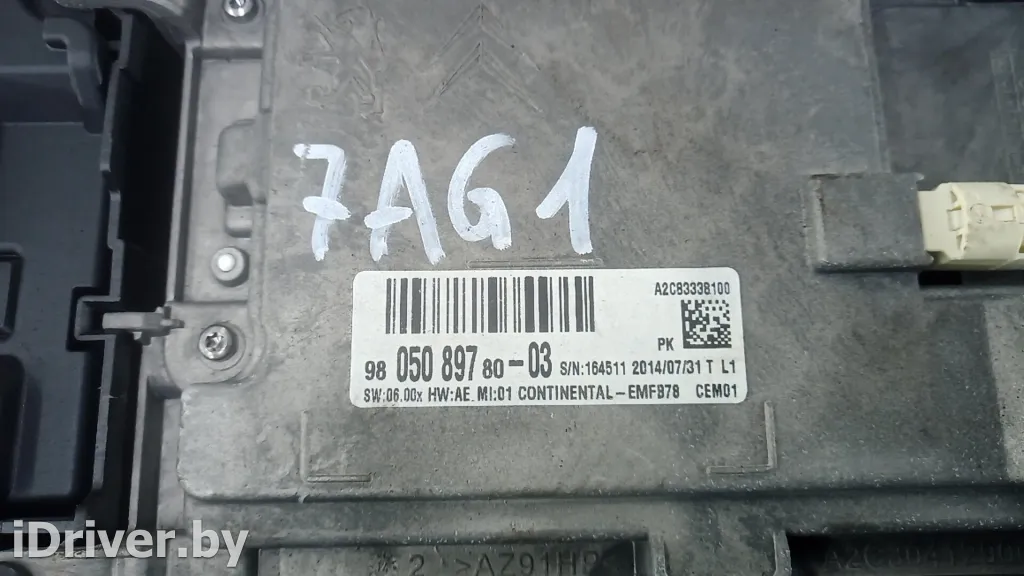 7AG1
A2C83338100
PK
98 050 897 80-03 S/N:164511 2014/07/31 T L1
SW:06.00x HW:AE MI:01 CONTINENTAL-EMF978 CEM01
iDriver.by